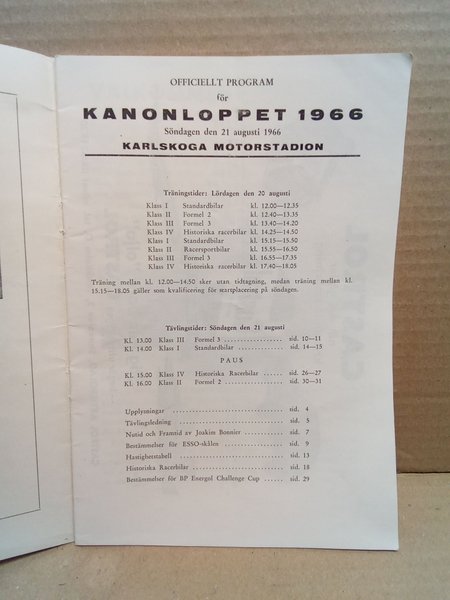 OFFICIELLT PROGRAM
för
KANONLOPPET 1966
Söndagen den 21 augusti 1966
KARLSKOGA MOTORSTADION
Träningstider: Lördagen den 20 augusti
Klass I Standardbilar kl. 12.00—12.35
Klass II Formel 2 kl. 12.40—13.35
Klass III Formel 3 kl. 13.40—14.20
Klass IV Historiska racerbilar kl. 14.25—14.50
Klass I Standardbilar kl. 15.15—15.50
Klass II Racersportbilar kl. 15.55—16.50
Klass III Formel 3 kl. 16.55—17.35
Klass IV Historiska racerbilar kl. 17.40—18.05
Träning mellan kl. 12.00—14.50 sker utan tidtagning, medan träning mellan kl.
15.15—18.05 gäller som kvalificering för startplacering på söndagen.
Tävlingstider: Söndagen den 21 augusti
Kl. 13.00 Klass III Formel 3 .................. sid. 10—11
Kl. 14.00 Klass I Standardbilar ............... sid. 14—15
PAUS
Kl. 15.00 Klass IV Historiska Racerbilar ...... sid. 26—27
Kl. 16.00 Klass II Formel 2 .................. sid. 30—31
Upplysningar ............................ sid. 4
Tävlingsledning ......................... sid. 5
Nutid och Framtid av Joakim Bonnier ...... sid. 7
Bestämmelser för ESSO-skölen ............. sid. 9
Hastighetstabell ........................ sid. 13
Historiska Racerbilar ................... sid. 18
Bestämmelser för BP Energol Challenge Cup ...... sid. 29